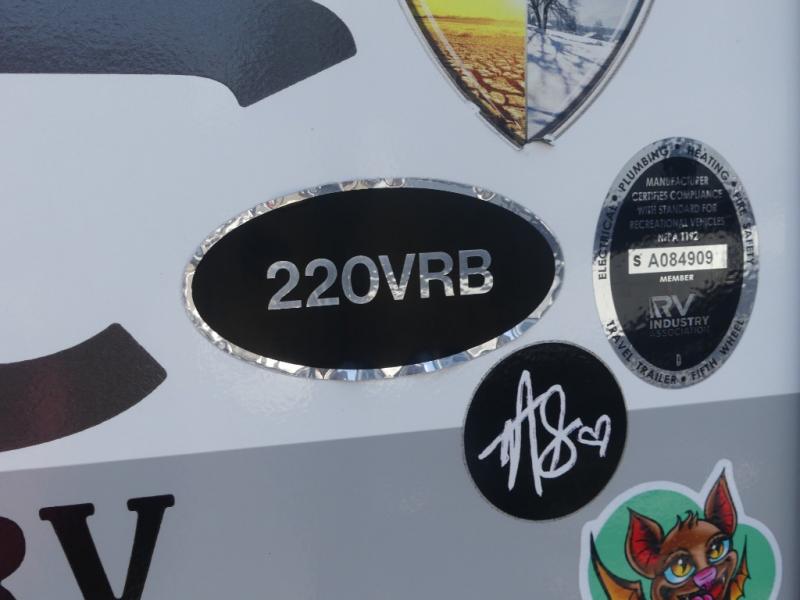 220VRB
ELECTRICAL • PLUMBING • HEATING • FIRE SAFETY
MANUFACTURER
CERTIFIES COMPLIANCE
WITH STANDARD FOR
RECREATIONAL VEHICLES
NFPA 1192
S A084909
MEMBER
RV
INDUSTRY
ASSOCIATION
D
TRAVEL TRAILER • FIFTH WHEEL
V